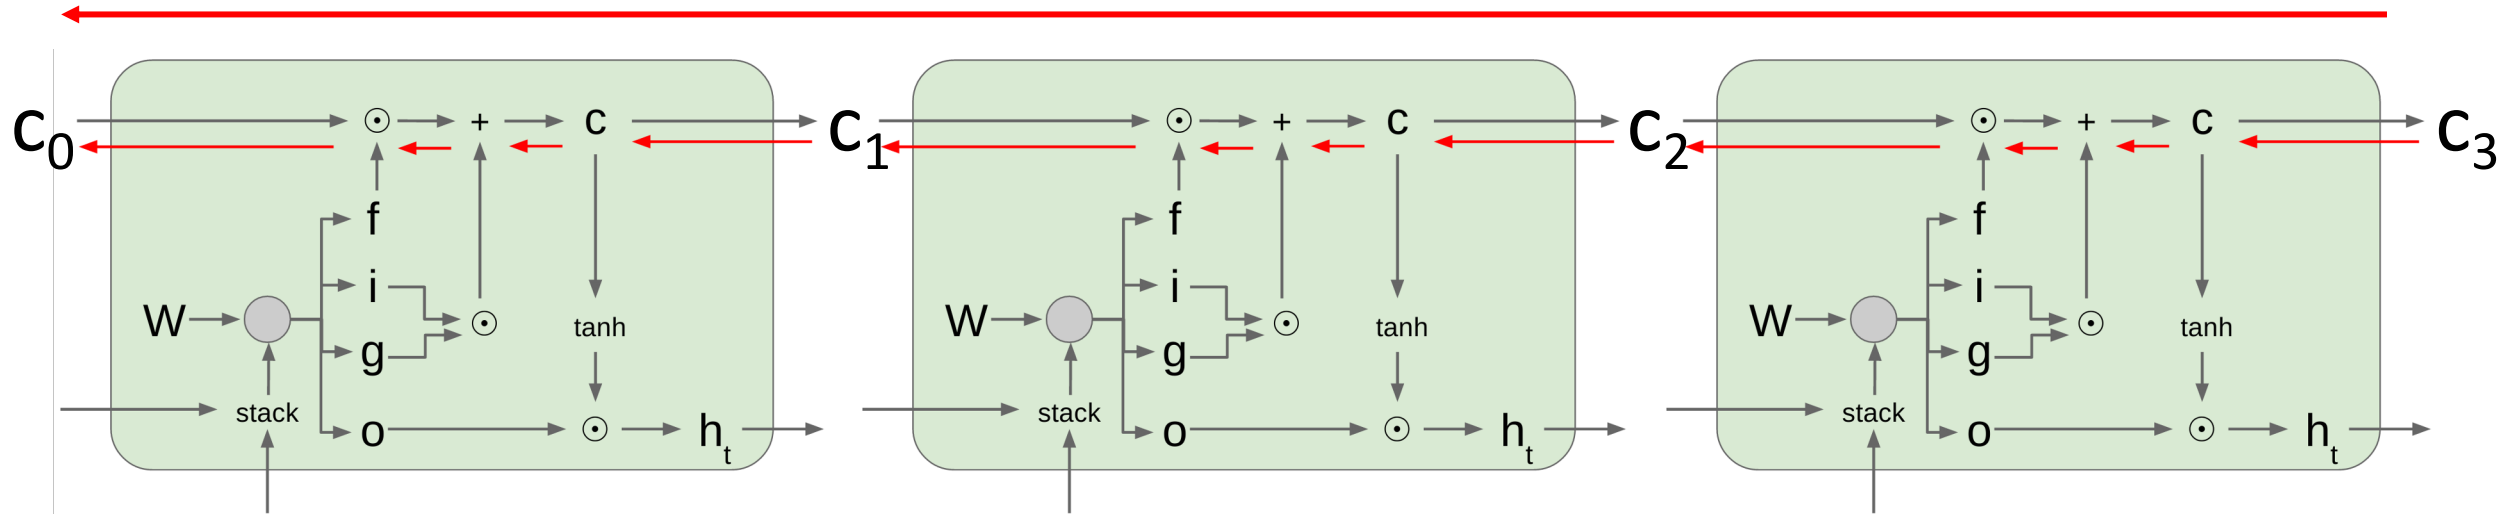 C0 ⊙ + c C1 ⊙ + c C2 ⊙ + c C3
f f f
i i i
W ⊙ tanh W ⊙ tanh W ⊙ tanh
g g g
stack stack stack
o ⊙ ht o ⊙ ht o ⊙ ht